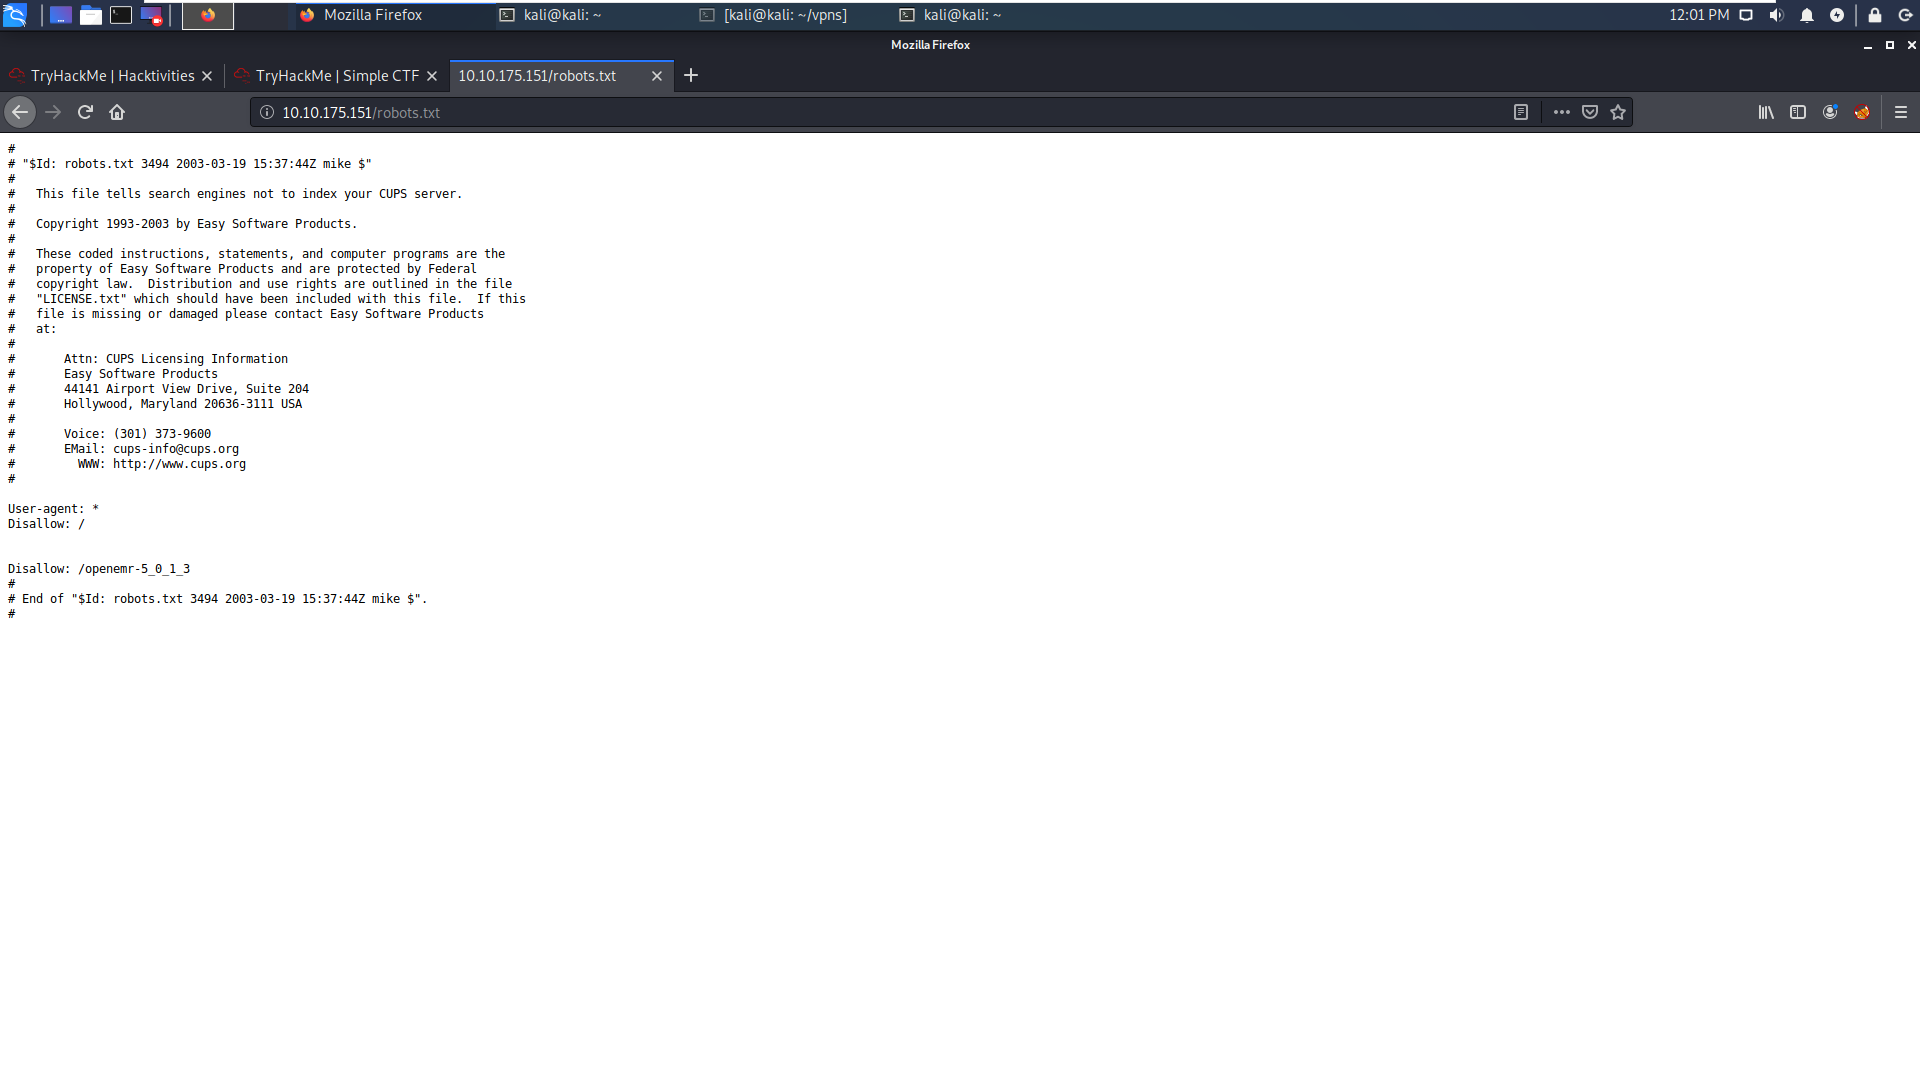 Mozilla Firefox
kali@kali: ~
[kali@kali: ~/vpns]
kali@kali: ~
12:01 PM
Mozilla Firefox
TryHackMe | Hacktivities
TryHackMe | Simple CTF
10.10.175.151/robots.txt
10.10.175.151/robots.txt
#
# "$Id: robots.txt 3494 2003-03-19 15:37:44Z mike $"
#
#   This file tells search engines not to index your CUPS server.
#
#   Copyright 1993-2003 by Easy Software Products.
#
#   These coded instructions, statements, and computer programs are the
#   property of Easy Software Products and are protected by Federal
#   copyright law.  Distribution and use rights are outlined in the file
#   "LICENSE.txt" which should have been included with this file.  If this
#   file is missing or damaged please contact Easy Software Products
#   at:
#
#       Attn: CUPS Licensing Information
#       Easy Software Products
#       44141 Airport View Drive, Suite 204
#       Hollywood, Maryland 20636-3111 USA
#
#       Voice: (301) 373-9600
#       EMail: cups-info@cups.org
#         WWW: http://www.cups.org
#
User-agent: *
Disallow: /
Disallow: /openemr-5_0_1_3
#
# End of "$Id: robots.txt 3494 2003-03-19 15:37:44Z mike $".
#